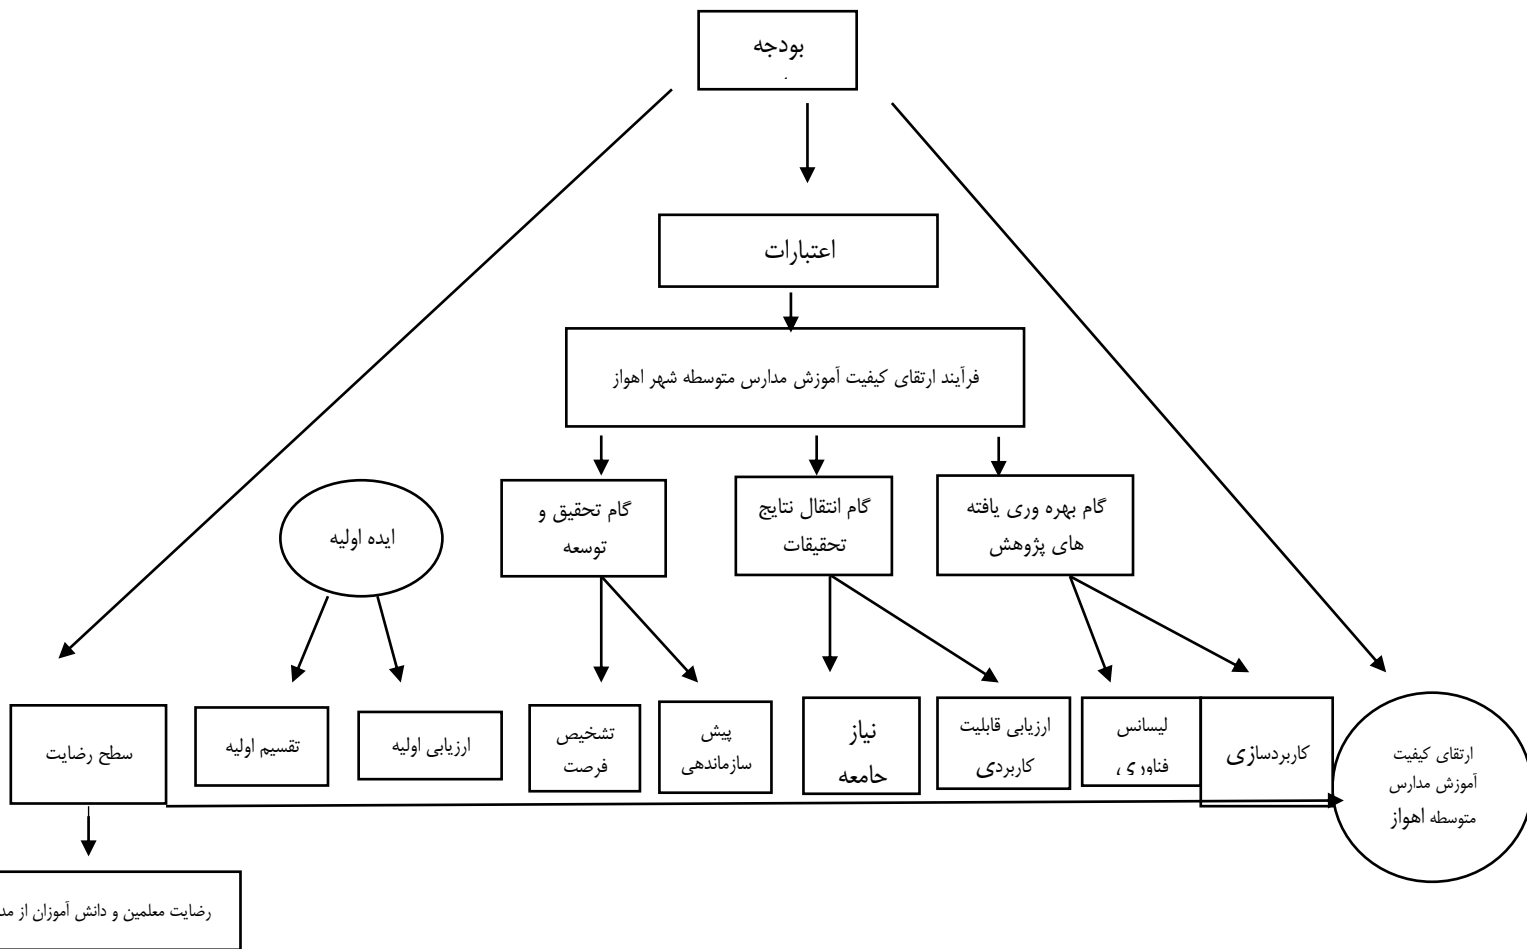 بودجه
اعتبارات
فرآیند ارتقای کیفیت آموزش مدارس متوسطه شهر اهواز
گام بهره وری یافته
های پژوهش
گام انتقال نتایج
تحقیقات
گام تحقیق و
توسعه
ایده اولیه
ارتقای کیفیت
آموزش مدارس
متوسطه اهواز
کاربردسازی
لیسانس
فناوری
ارزیابی قابلیت
کاربردی
نیاز
جامعه
پیش
سازماندهی
تشخیص
فرصت
ارزیابی اولیه
تقسیم اولیه
سطح رضایت
رضایت معلمین و دانش آموزان از